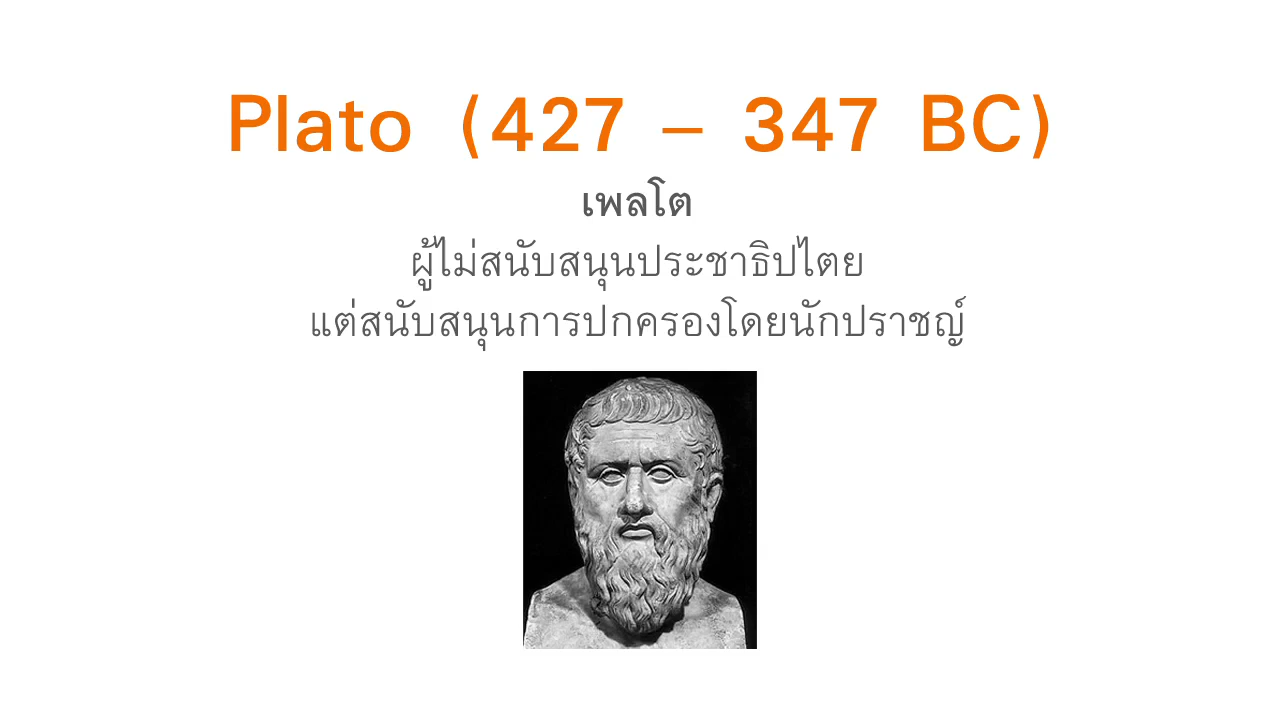 Plato (427 – 347 BC)
เพลโต
ผู้ไม่สนับสนุนประชาธิปไตย
แต่สนับสนุนการปกครองโดยนักปราชญ์